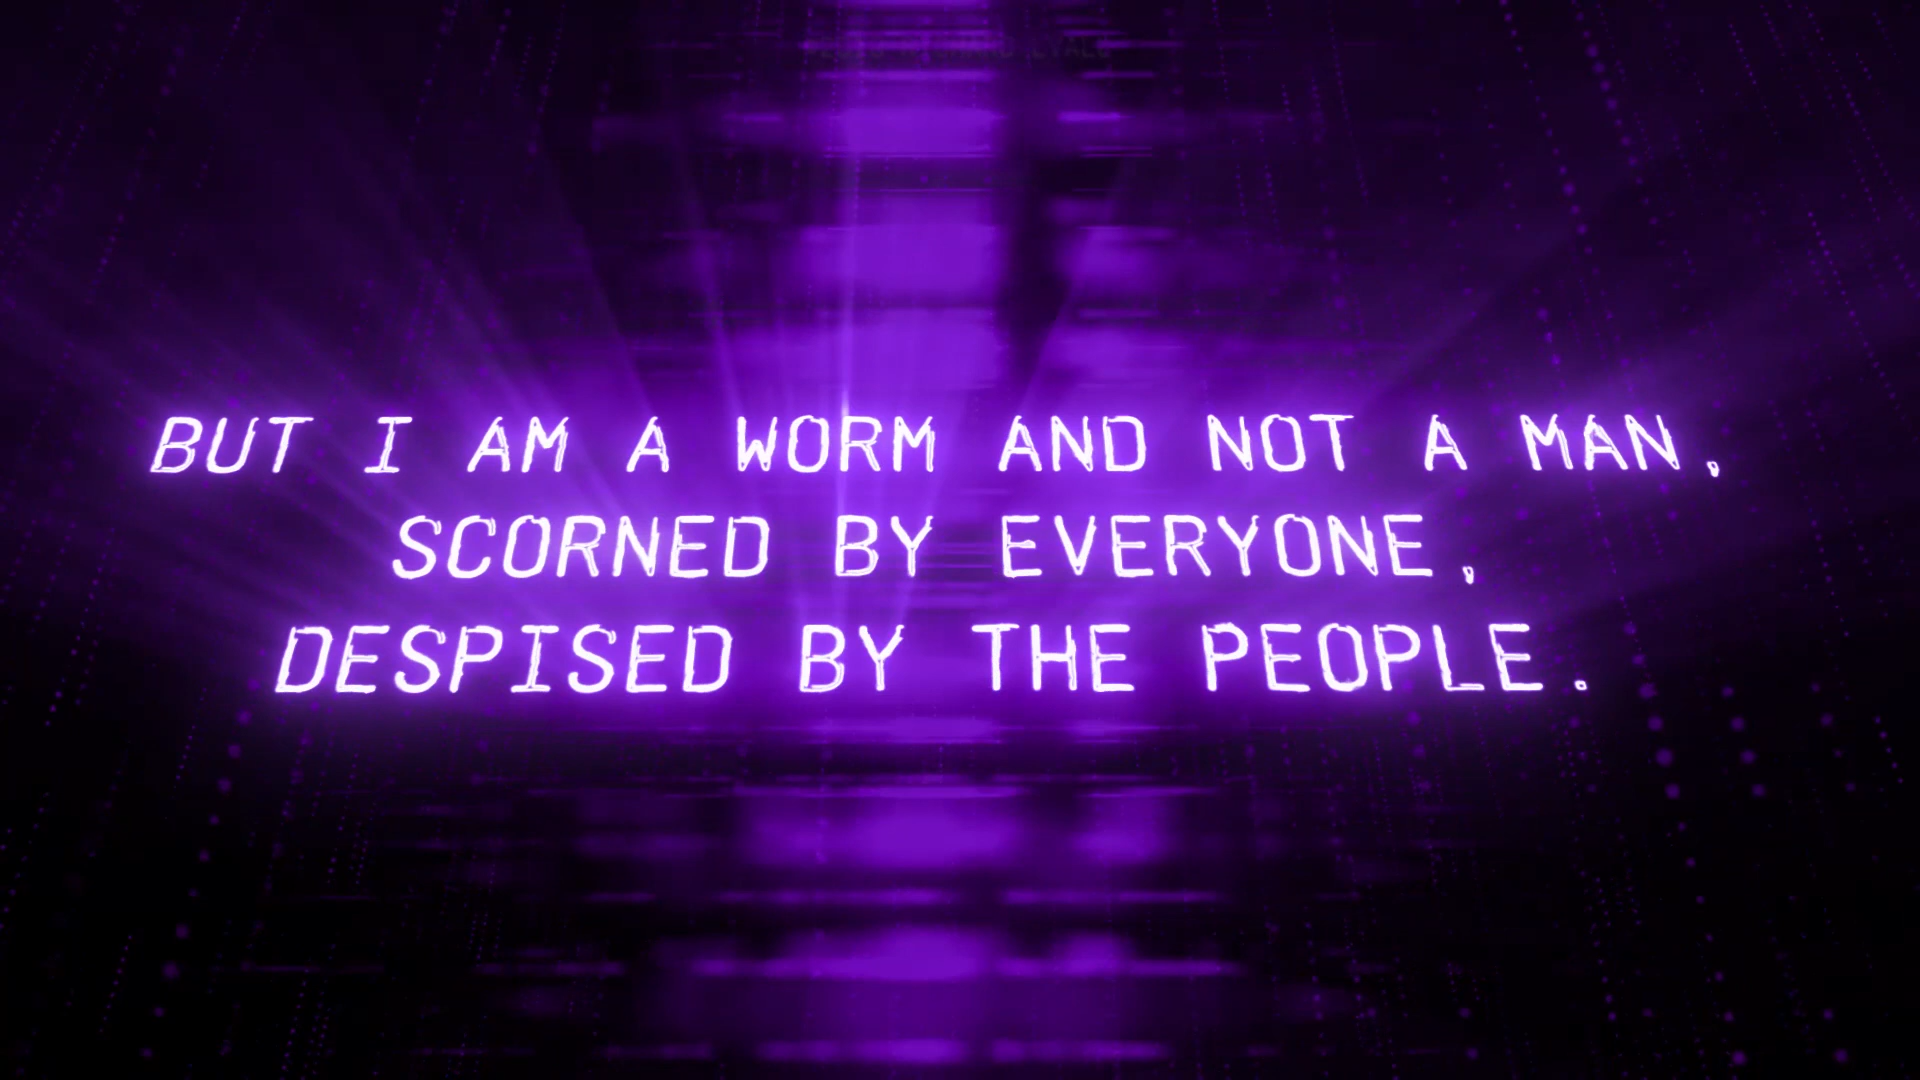 BUT I AM A WORM AND NOT A MAN,
SCORNED BY EVERYONE,
DESPISED BY THE PEOPLE.